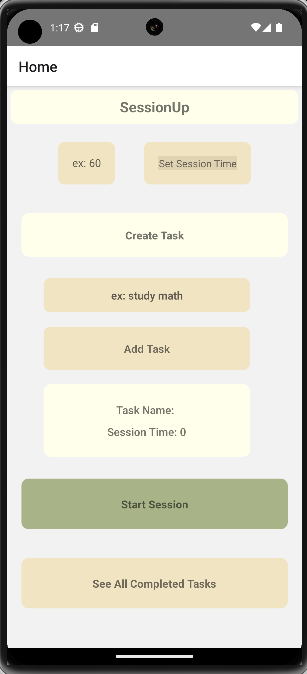 1:17
Home
SessionUp
ex: 60
Set Session Time
Create Task
ex: study math
Add Task
Task Name:
Session Time: 0
Start Session
See All Completed Tasks